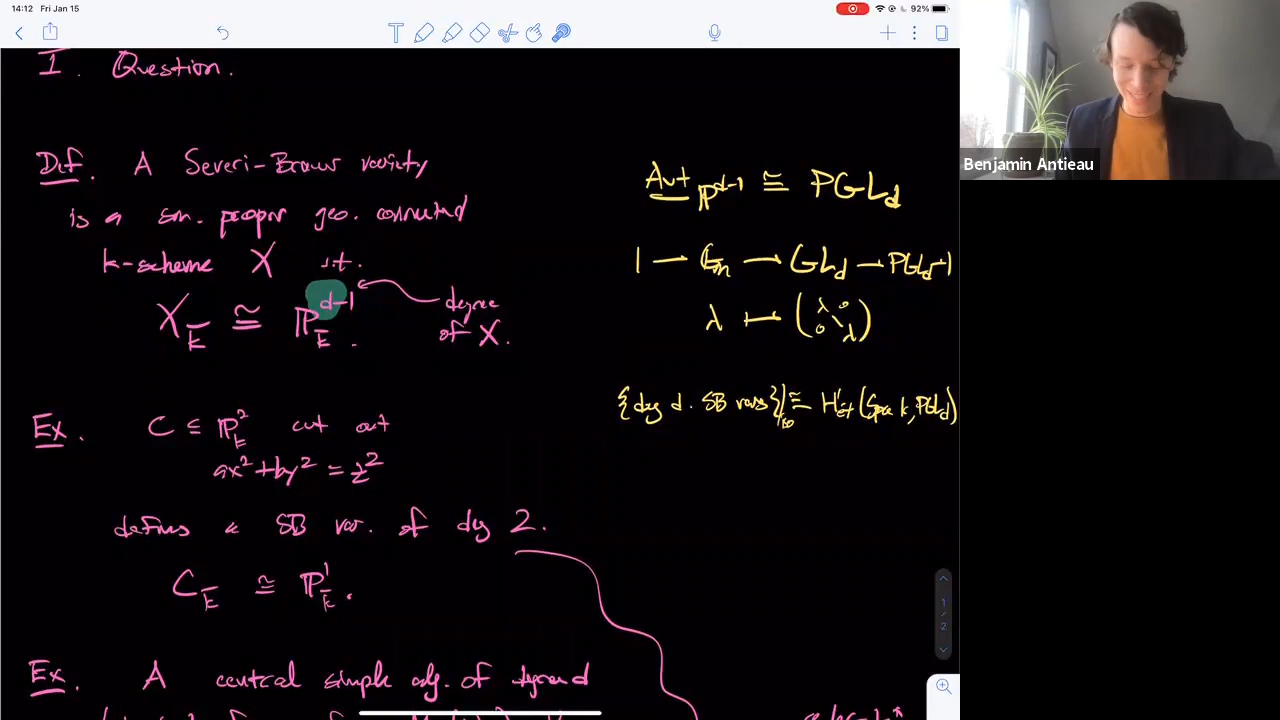 14:12 Fri Jan 15
92%
I. Question.
Def. A Severi-Brauer variety
is a sm. proper geo. connected
k-scheme X s.t.
X_k̄ ≅ ℙ^{d-1}_k̄ .
degree
of X.
Ex. C ⊆ ℙ²_k̄ cut out
ax²+by² = z²
defines a SB var. of deg 2.
C_k̄ ≅ ℙ¹_k̄.
Ex. A central simple alg. of degree d
Aut ℙ^{d-1} ≅ PGL_d
1 → 𝔾_m → GL_d → PGL_d → 1
λ ↦ (λ 0
0 λ)
{deg d. SB vars}/≅ ≅ H¹_ét(Spec k, PGL_d)
1
/
2
Benjamin Antieau